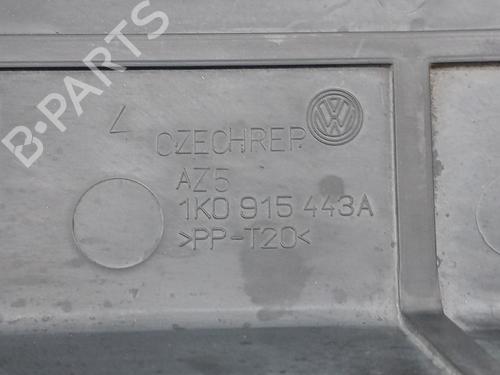 B-PARTS
CZECHREP.
AZ5
1K0 915 443A
>PP-T20<